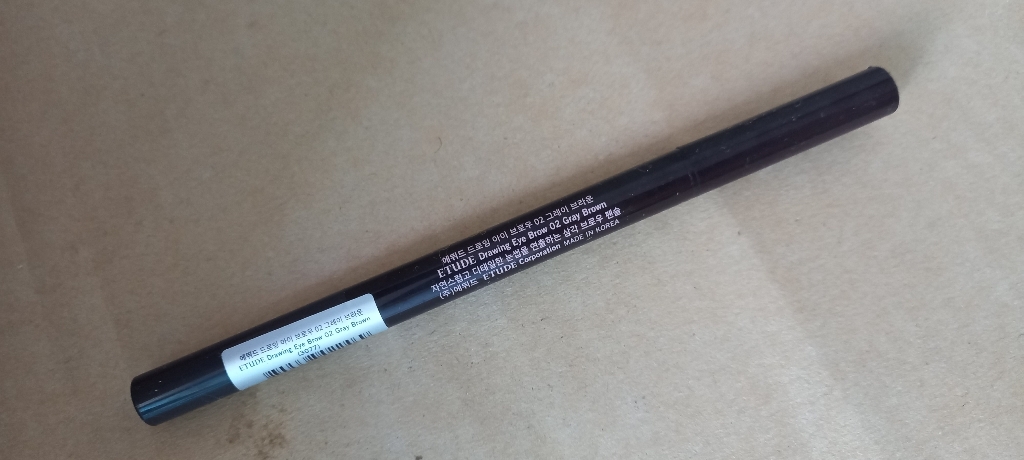 에뛰드 드로잉 아이 브로우 02 그레이 브라운
ETUDE Drawing Eye Brow 02 Gray Brown
자연스럽고 디테일한 눈썹을 연출하는 삼각 브로우 펜슬
(주)에뛰드 ETUDE Corporation MADE IN KOREA
에뛰드 드로잉 아이 브로우 02 그레이 브라운
ETUDE Drawing Eye Brow 02 Gray Brown
(3077)